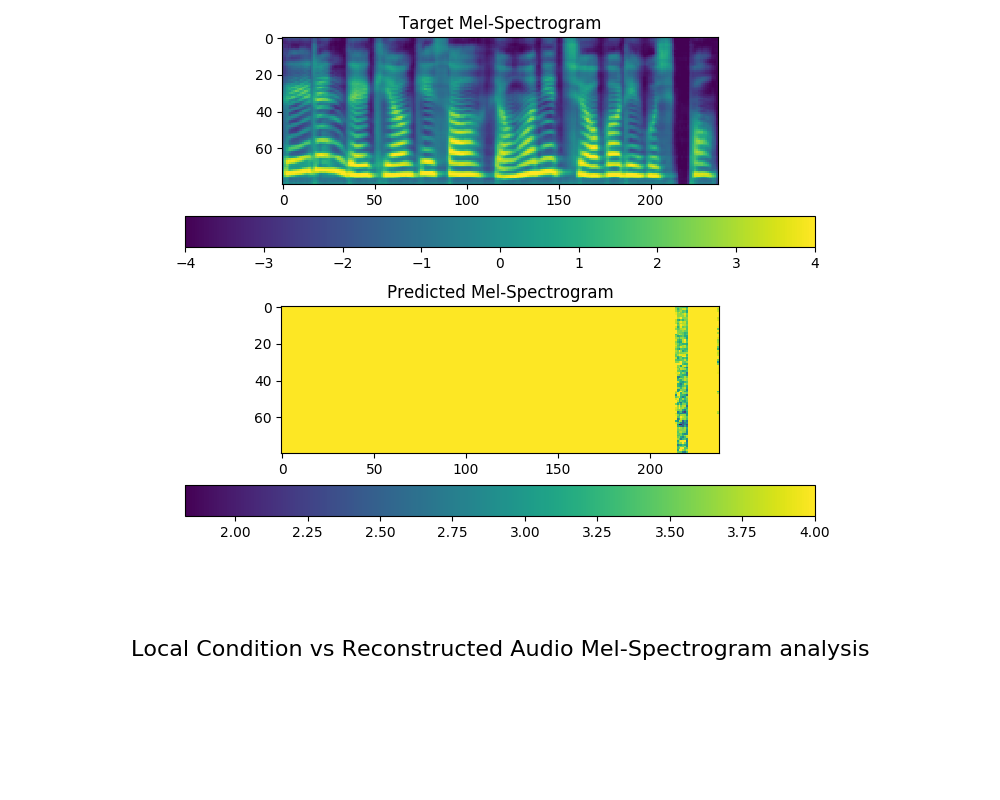 Target Mel-Spectrogram
0
20
40
60
0 50 100 150 200
−4 −3 −2 −1 0 1 2 3 4
Predicted Mel-Spectrogram
0
20
40
60
0 50 100 150 200
2.00 2.25 2.50 2.75 3.00 3.25 3.50 3.75 4.00
Local Condition vs Reconstructed Audio Mel-Spectrogram analysis